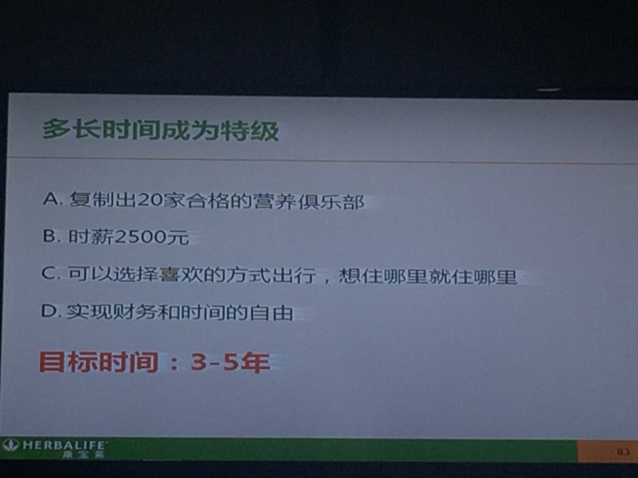 多长时间成为特级
A. 复制出20家合格的营养俱乐部
B. 时薪2500元
C. 可以选择喜欢的方式出行，想住哪里就住哪里
D. 实现财务和时间的自由
目标时间：3-5年
HERBALIFE
康宝莱
83